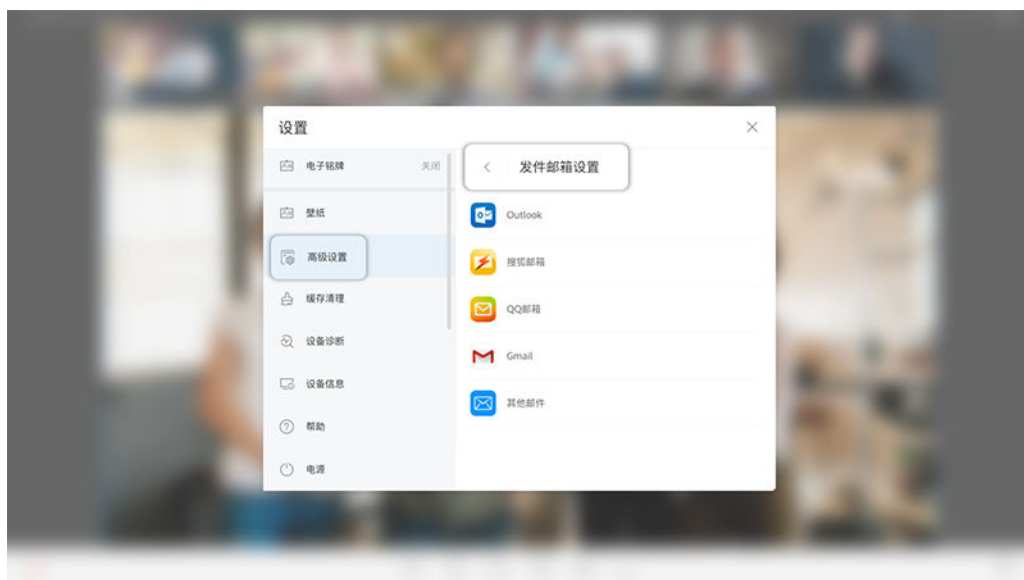 设置
电子铭牌 关闭
壁纸
高级设置
缓存清理
设备诊断
设备信息
帮助
电源
发件邮箱设置
Outlook
搜狐邮箱
QQ邮箱
Gmail
其他邮件